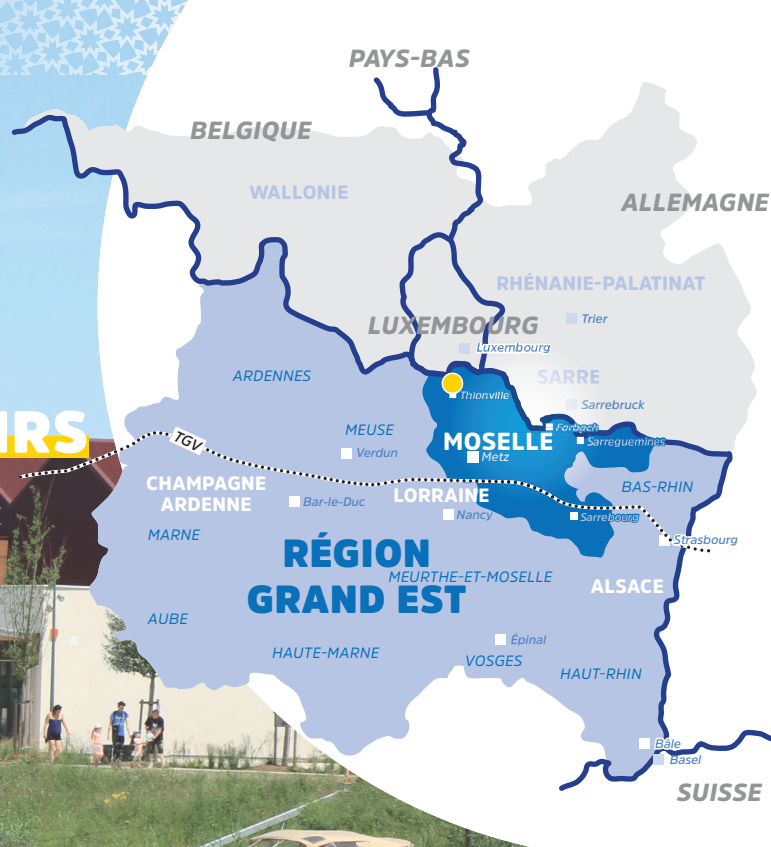 PAYS-BAS
BELGIQUE
WALLONIE
ALLEMAGNE
RHÉNANIE-PALATINAT
LUXEMBOURG
Trier
Luxembourg
SARRE
ARDENNES
Thionville
Sarrebruck
IRS
MEUSE
Forbach
TGV
MOSELLE
Sarreguemines
Verdun
Metz
CHAMPAGNE
ARDENNE
LORRAINE
BAS-RHIN
Bar-le-Duc
Nancy
Sarrebourg
MARNE
Strasbourg
RÉGION
GRAND EST
MEURTHE-ET-MOSELLE
ALSACE
AUBE
Épinal
HAUTE-MARNE
VOSGES
HAUT-RHIN
Bâle
Basel
SUISSE